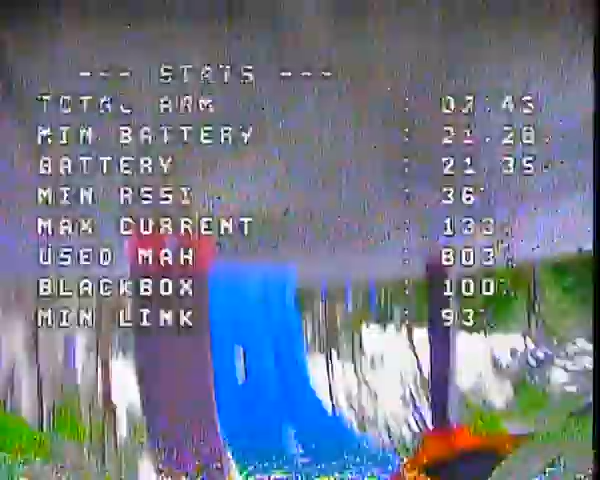 --- STATS ---
TOTAL ARM : 02:43
MIN BATTERY : 21.28
BATTERY : 21.35
MIN RSSI : 36%
MAX CURRENT : 133
USED MAH : 803
BLACKBOX : 100%
MIN LINK : 93%